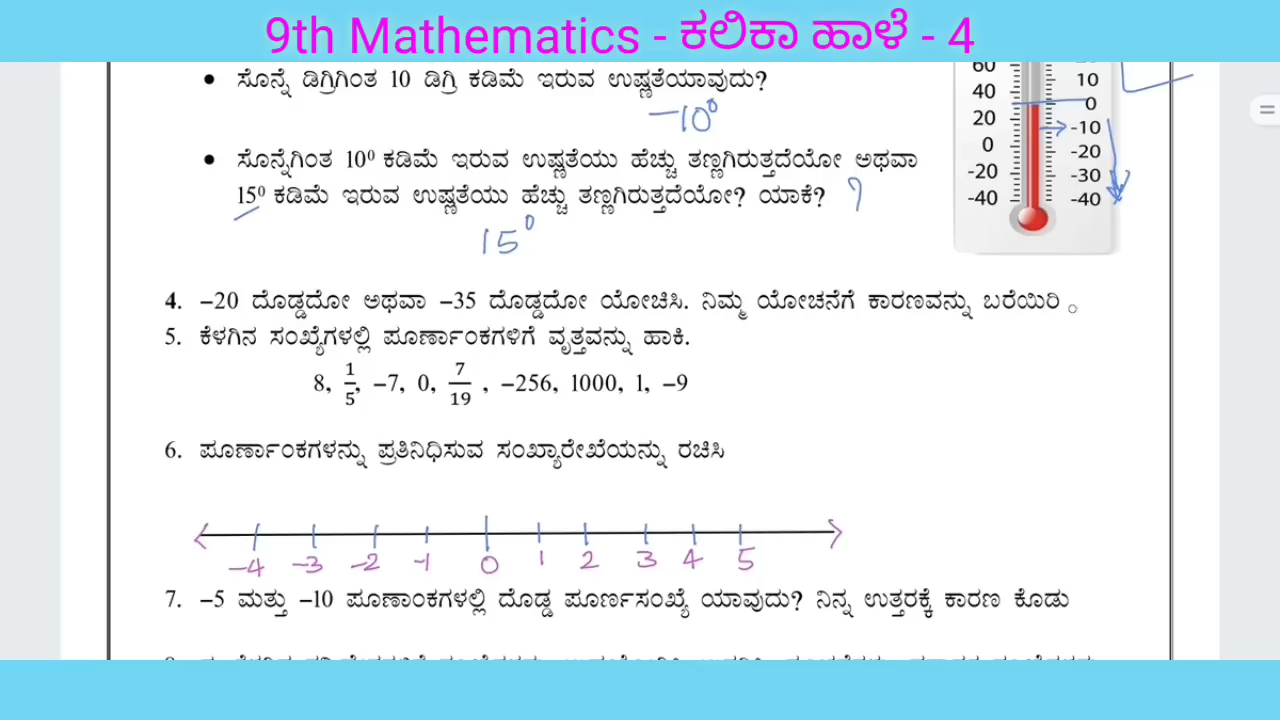 9th Mathematics - ಕಲಿಕಾ ಹಾಳೆ - 4
• ಸೊನ್ನೆ ಡಿಗ್ರಿಗಿಂತ 10 ಡಿಗ್ರಿ ಕಡಿಮೆ ಇರುವ ಉಷ್ಣತೆಯಾವುದು?
−10⁰
• ಸೊನ್ನೆಗಿಂತ 10⁰ ಕಡಿಮೆ ಇರುವ ಉಷ್ಣತೆಯು ಹೆಚ್ಚು ತಣ್ಣಗಿರುತ್ತದೆಯೋ ಅಥವಾ
15⁰ ಕಡಿಮೆ ಇರುವ ಉಷ್ಣತೆಯು ಹೆಚ್ಚು ತಣ್ಣಗಿರುತ್ತದೆಯೋ? ಯಾಕೆ? ?
15⁰
60
40 10
20 0
0 -10
-20 -20
-40 -30
-40
4. −20 ದೊಡ್ಡದೋ ಅಥವಾ −35 ದೊಡ್ಡದೋ ಯೋಚಿಸಿ. ನಿಮ್ಮ ಯೋಚನೆಗೆ ಕಾರಣವನ್ನು ಬರೆಯಿರಿ.
5. ಕೆಳಗಿನ ಸಂಖ್ಯೆಗಳಲ್ಲಿ ಪೂರ್ಣಾಂಕಗಳಿಗೆ ವೃತ್ತವನ್ನು ಹಾಕಿ.
8, 1/5, −7, 0, 7/19 , −256, 1000, 1, −9
6. ಪೂರ್ಣಾಂಕಗಳನ್ನು ಪ್ರತಿನಿಧಿಸುವ ಸಂಖ್ಯಾರೇಖೆಯನ್ನು ರಚಿಸಿ
−4 −3 −2 −1 0 1 2 3 4 5
7. −5 ಮತ್ತು −10 ಪೂಣಾಂಕಗಳಲ್ಲಿ ದೊಡ್ಡ ಪೂರ್ಣಸಂಖ್ಯೆ ಯಾವುದು? ನಿನ್ನ ಉತ್ತರಕ್ಕೆ ಕಾರಣ ಕೊಡು